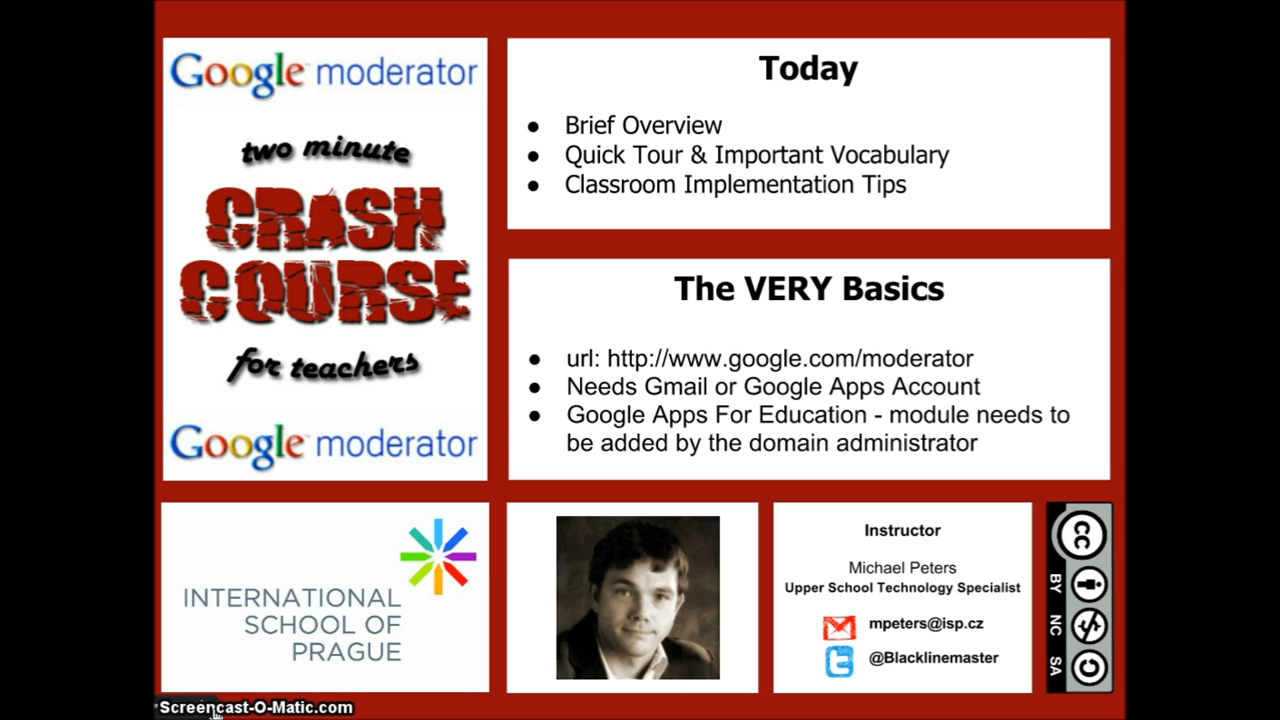 Google™ moderator
two minute
CRASH
COURSE
for teachers
Google™ moderator
Today
● Brief Overview
● Quick Tour & Important Vocabulary
● Classroom Implementation Tips
The VERY Basics
● url: http://www.google.com/moderator
● Needs Gmail or Google Apps Account
● Google Apps For Education - module needs to
be added by the domain administrator
INTERNATIONAL
SCHOOL OF
PRAGUE
Instructor
Michael Peters
Upper School Technology Specialist
mpeters@isp.cz
@Blacklinemaster
CC
BY NC SA
Screencast-O-Matic.com